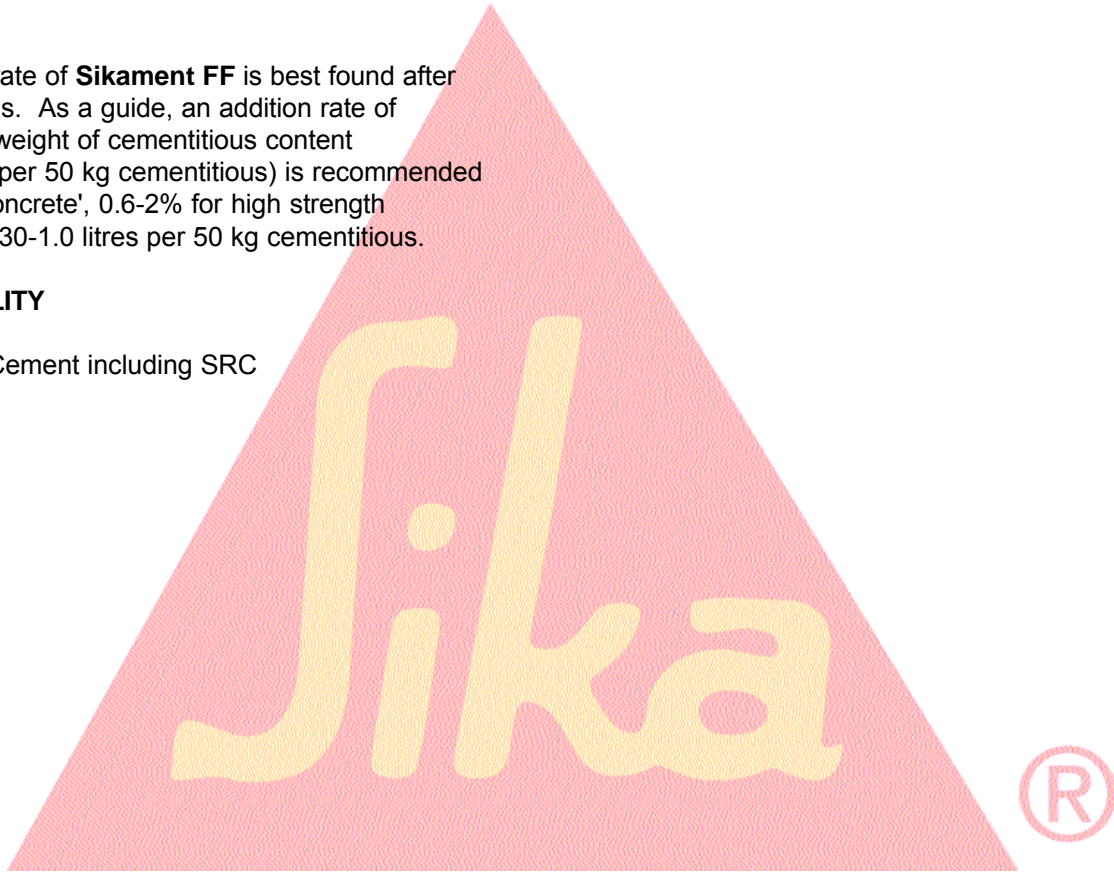 rate of Sikament FF is best found after
s. As a guide, an addition rate of
weight of cementitious content
per 50 kg cementitious) is recommended
oncrete', 0.6-2% for high strength
30-1.0 litres per 50 kg cementitious.
LITY
Cement including SRC
Sika
®